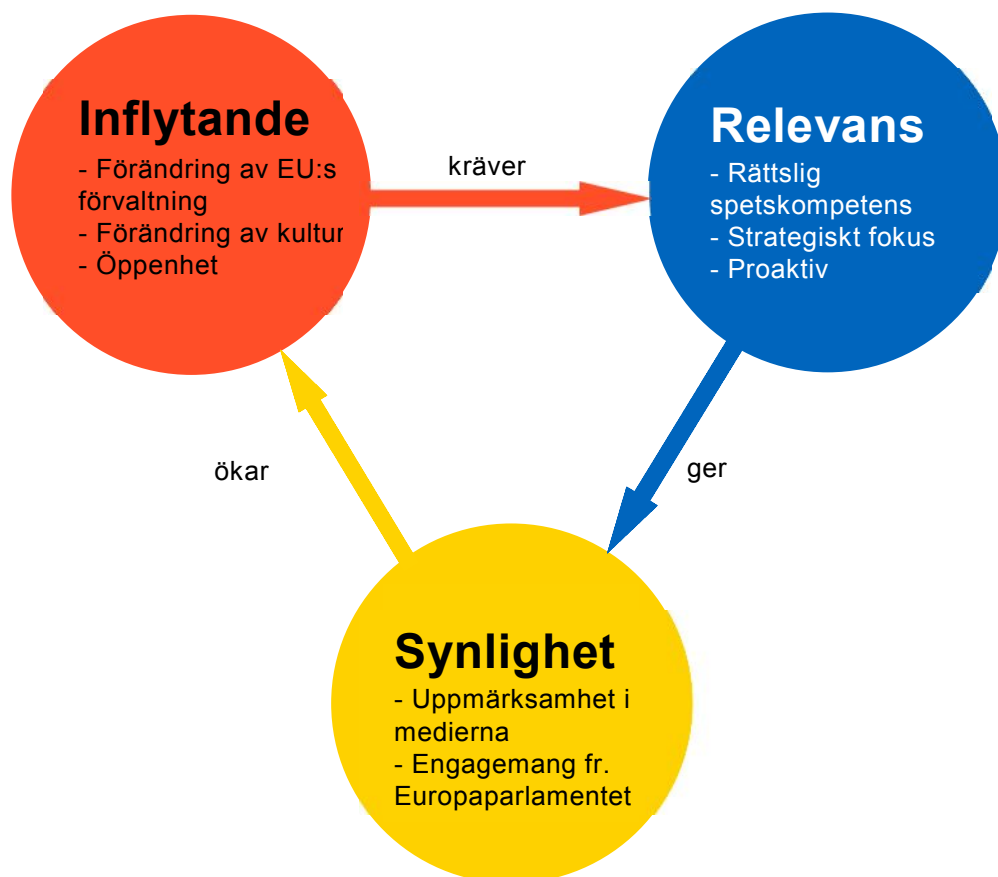 Inflytande
- Förändring av EU:s
förvaltning
- Förändring av kultur
- Öppenhet
kräver
Relevans
- Rättslig
spetskompetens
- Strategiskt fokus
- Proaktiv
ökar
ger
Synlighet
- Uppmärksamhet i
medierna
- Engagemang fr.
Europaparlamentet